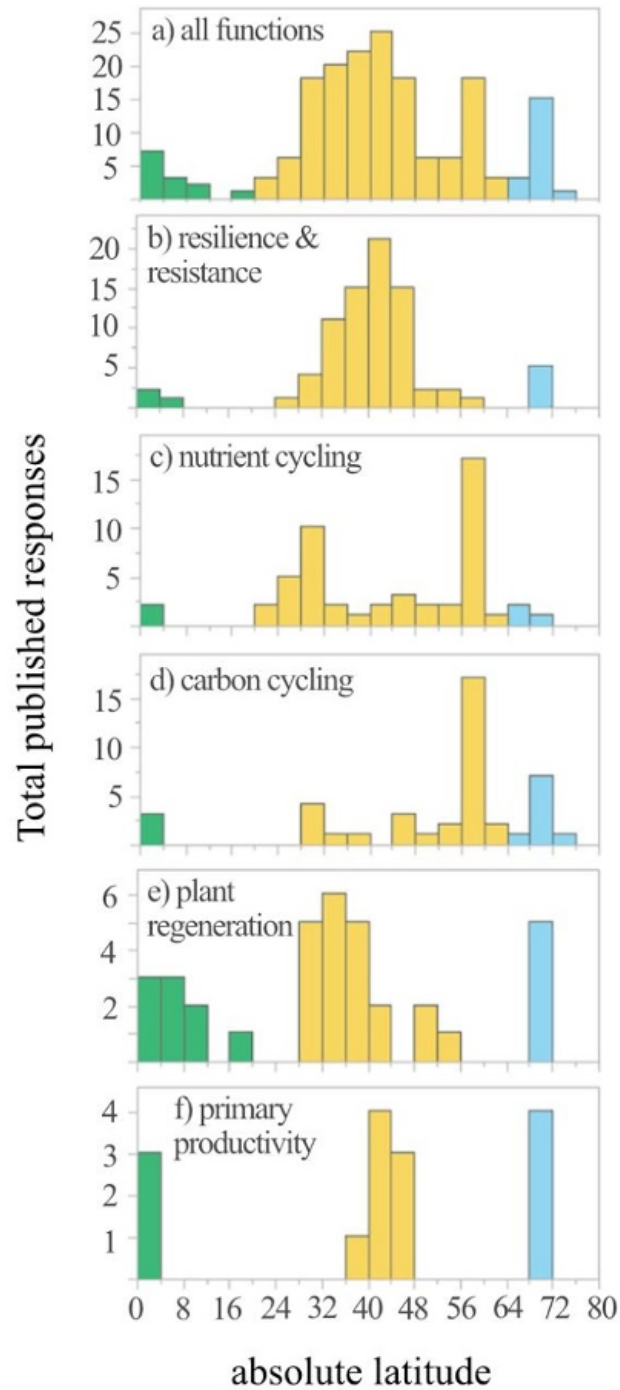 a) all functions
25
20
15
10
5
b) resilience &
resistance
20
15
10
5
c) nutrient cycling
15
10
5
d) carbon cycling
15
10
5
e) plant
regeneration
6
4
2
f) primary
productivity
4
3
2
1
0 8 16 24 32 40 48 56 64 72 80
absolute latitude
Total published responses